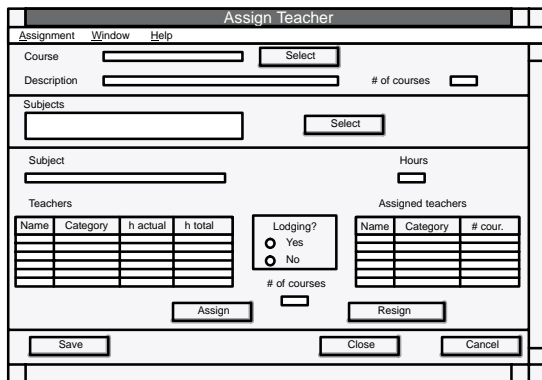 Assign Teacher
Assignment Window Help
Course Select
Description # of courses
Subjects
Select
Subject Hours
Teachers Assigned teachers
Name Category h actual h total Lodging? Name Category # cour.
Yes
No
# of courses
Assign Resign
Save Close Cancel